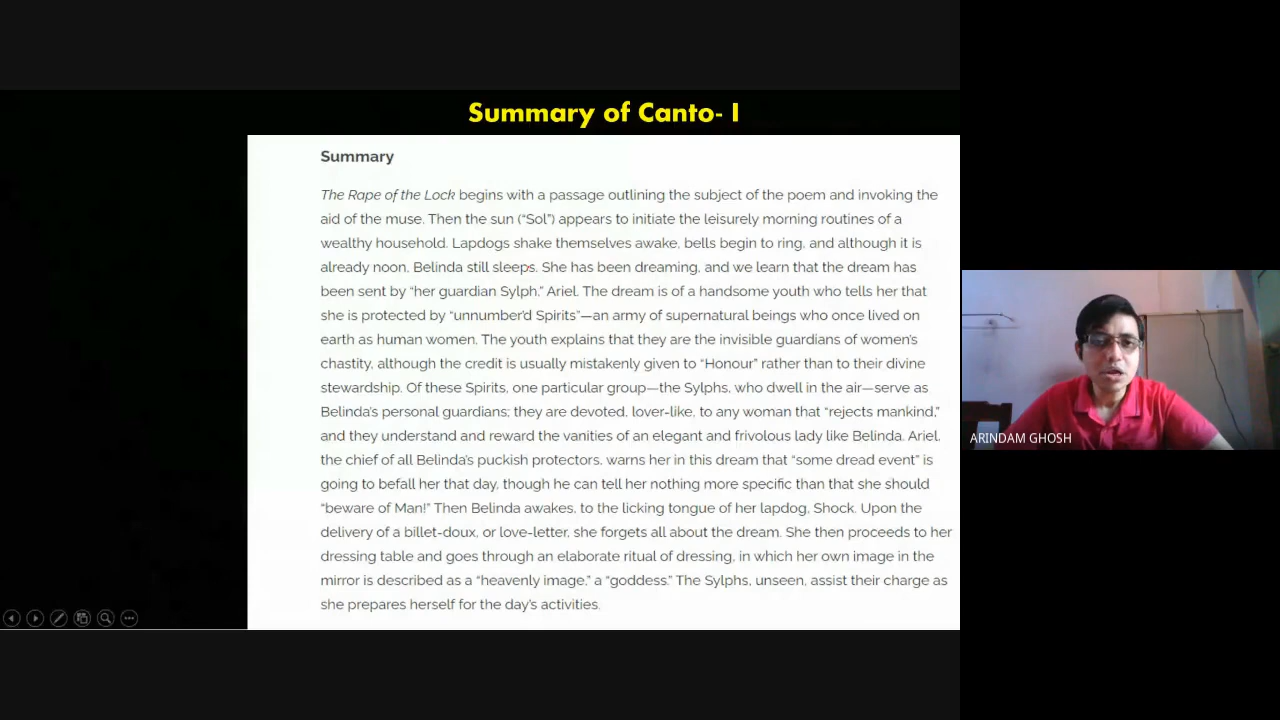 Summary of Canto- I
Summary
The Rape of the Lock begins with a passage outlining the subject of the poem and invoking the
aid of the muse. Then the sun (“Sol”) appears to initiate the leisurely morning routines of a
wealthy household. Lapdogs shake themselves awake, bells begin to ring, and although it is
already noon, Belinda still sleeps. She has been dreaming, and we learn that the dream has
been sent by “her guardian Sylph,” Ariel. The dream is of a handsome youth who tells her that
she is protected by “unnumber’d Spirits”—an army of supernatural beings who once lived on
earth as human women. The youth explains that they are the invisible guardians of women’s
chastity, although the credit is usually mistakenly given to “Honour” rather than to their divine
stewardship. Of these Spirits, one particular group—the Sylphs, who dwell in the air—serve as
Belinda’s personal guardians; they are devoted, lover-like, to any woman that “rejects mankind,”
and they understand and reward the vanities of an elegant and frivolous lady like Belinda. Ariel,
the chief of all Belinda’s puckish protectors, warns her in this dream that “some dread event” is
going to befall her that day, though he can tell her nothing more specific than that she should
“beware of Man!” Then Belinda awakes, to the licking tongue of her lapdog, Shock. Upon the
delivery of a billet-doux, or love-letter, she forgets all about the dream. She then proceeds to her
dressing table and goes through an elaborate ritual of dressing, in which her own image in the
mirror is described as a “heavenly image,” a “goddess.” The Sylphs, unseen, assist their charge as
she prepares herself for the day’s activities.
ARINDAM GHOSH